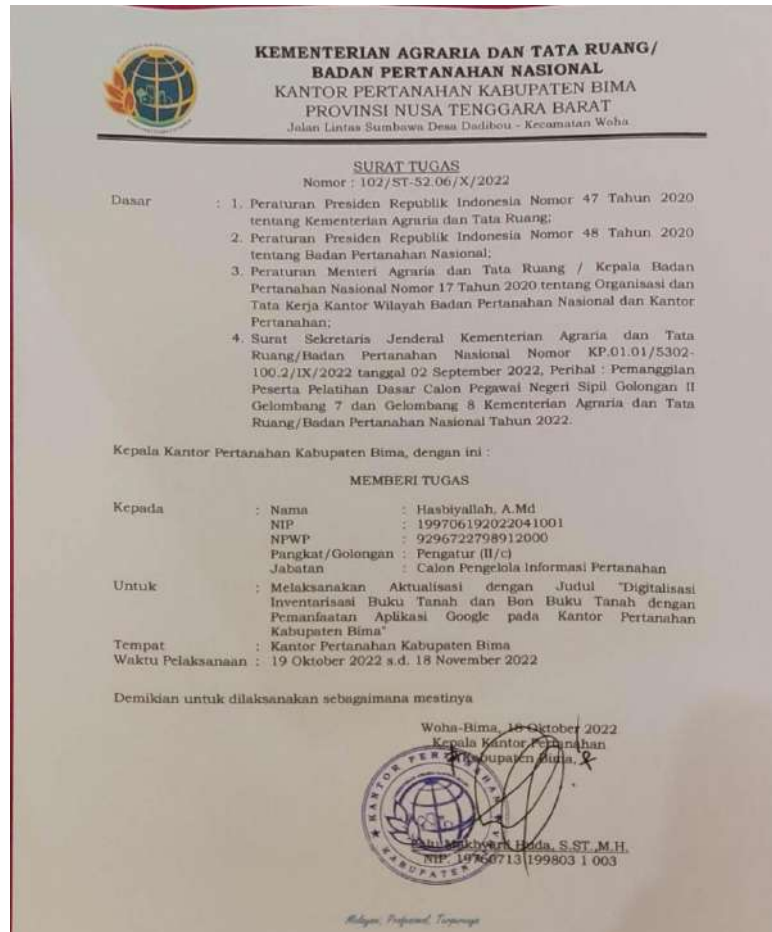 KEMENTERIAN AGRARIA DAN TATA RUANG/
BADAN PERTANAHAN NASIONAL
KANTOR PERTANAHAN KABUPATEN BIMA
PROVINSI NUSA TENGGARA BARAT
Jalan Lintas Sumbawa Desa Dadibou - Kecamatan Woha
SURAT TUGAS
Nomor : 102/ST-52.06/X/2022
Dasar : 1. Peraturan Presiden Republik Indonesia Nomor 47 Tahun 2020
tentang Kementerian Agraria dan Tata Ruang;
2. Peraturan Presiden Republik Indonesia Nomor 48 Tahun 2020
tentang Badan Pertanahan Nasional;
3. Peraturan Menteri Agraria dan Tata Ruang / Kepala Badan
Pertanahan Nasional Nomor 17 Tahun 2020 tentang Organisasi dan
Tata Kerja Kantor Wilayah Badan Pertanahan Nasional dan Kantor
Pertanahan;
4. Surat Sekretaris Jenderal Kementerian Agraria dan Tata
Ruang/Badan Pertanahan Nasional Nomor KP.01.01/5302-
100.2/IX/2022 tanggal 02 September 2022, Perihal : Pemanggilan
Peserta Pelatihan Dasar Calon Pegawai Negeri Sipil Golongan II
Gelombang 7 dan Gelombang 8 Kementerian Agraria dan Tata
Ruang/Badan Pertanahan Nasional Tahun 2022.
Kepala Kantor Pertanahan Kabupaten Bima, dengan ini :
MEMBERI TUGAS
Kepada : Nama : Hasbiyallah, A.Md
NIP : 199706192022041001
NPWP : 9296722798912000
Pangkat/Golongan : Pengatur (II/c)
Jabatan : Calon Pengelola Informasi Pertanahan
Untuk : Melaksanakan Aktualisasi dengan Judul "Digitalisasi
Inventarisasi Buku Tanah dan Bon Buku Tanah dengan
Pemanfaatan Aplikasi Google pada Kantor Pertanahan
Kabupaten Bima"
Tempat : Kantor Pertanahan Kabupaten Bima
Waktu Pelaksanaan : 19 Oktober 2022 s.d. 18 November 2022
Demikian untuk dilaksanakan sebagaimana mestinya
Woha-Bima, 18 Oktober 2022
Kepala Kantor Pertanahan
Kabupaten Bima,
KANTOR PERTANAHAN
KABUPATEN
Huda, S.ST.,M.H.
NIP. 19760713 199803 1 003
Melayani, Profesional, Terpercaya